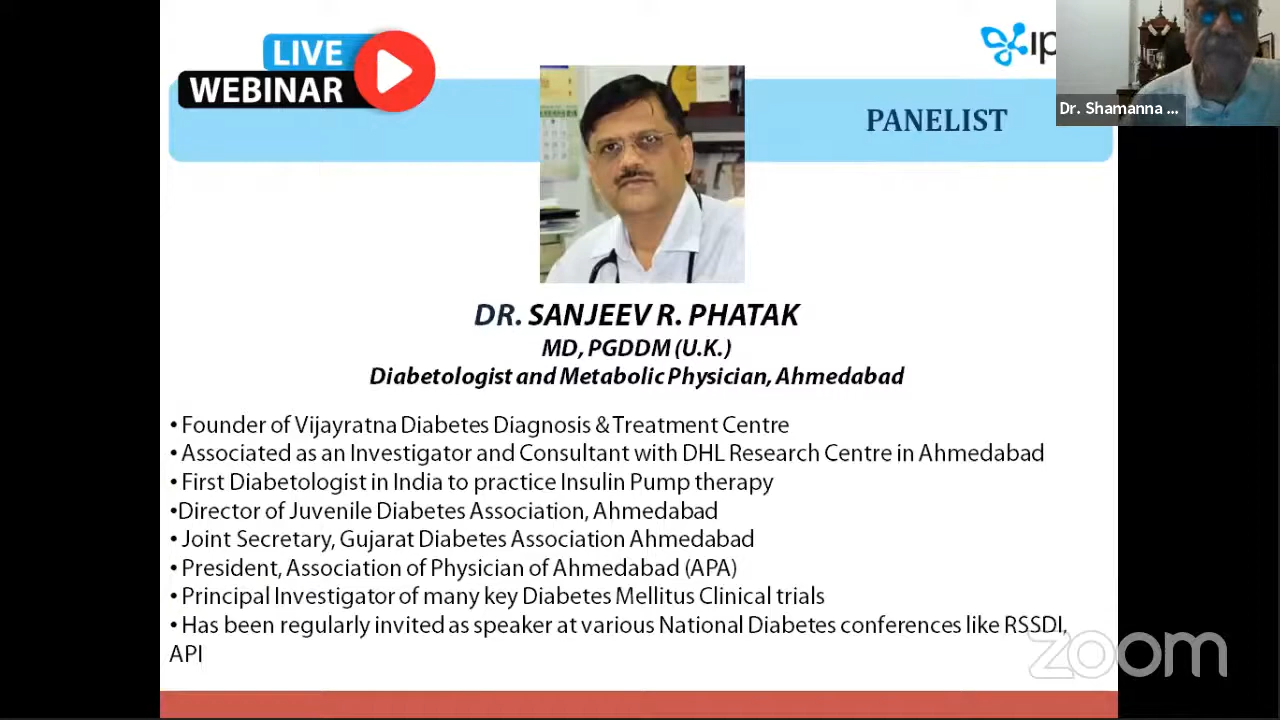 LIVE
WEBINAR
PANELIST
Dr. Shamanna ...
DR. SANJEEV R. PHATAK
MD, PGDDM (U.K.)
Diabetologist and Metabolic Physician, Ahmedabad
• Founder of Vijayratna Diabetes Diagnosis & Treatment Centre
• Associated as an Investigator and Consultant with DHL Research Centre in Ahmedabad
• First Diabetologist in India to practice Insulin Pump therapy
•Director of Juvenile Diabetes Association, Ahmedabad
• Joint Secretary, Gujarat Diabetes Association Ahmedabad
• President, Association of Physician of Ahmedabad (APA)
• Principal Investigator of many key Diabetes Mellitus Clinical trials
• Has been regularly invited as speaker at various National Diabetes conferences like RSSDI,
API
zoom